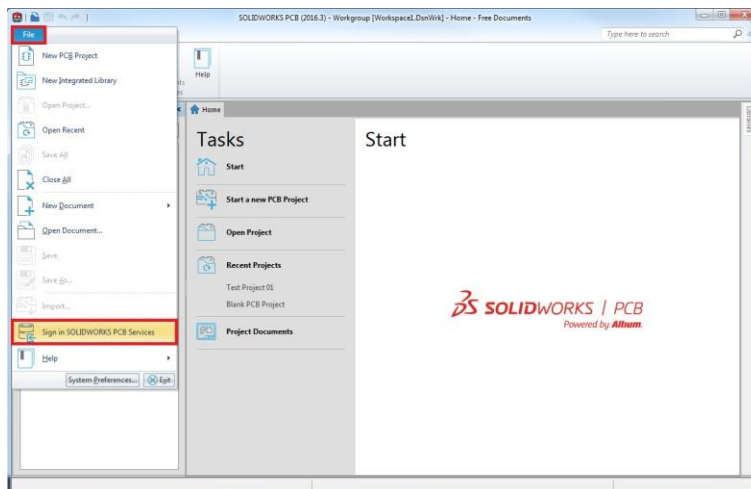 SOLIDWORKS PCB (2016.3) - Workgroup [Workspace1.DsnWrk] - Home - Free Documents
File
Type here to search
New PCB Project
New Integrated Library
Help
Open Project...
Open Recent
Save All
Close All
New Document
Open Document...
Save
Save As...
Import...
Sign in SOLIDWORKS PCB Services
Help
System Preferences...
Exit
Home
Tasks
Start
Start a new PCB Project
Open Project
Recent Projects
Test Project 01
Blank PCB Project
Project Documents
Start
SOLIDWORKS | PCB
Powered by Altium.
Libraries